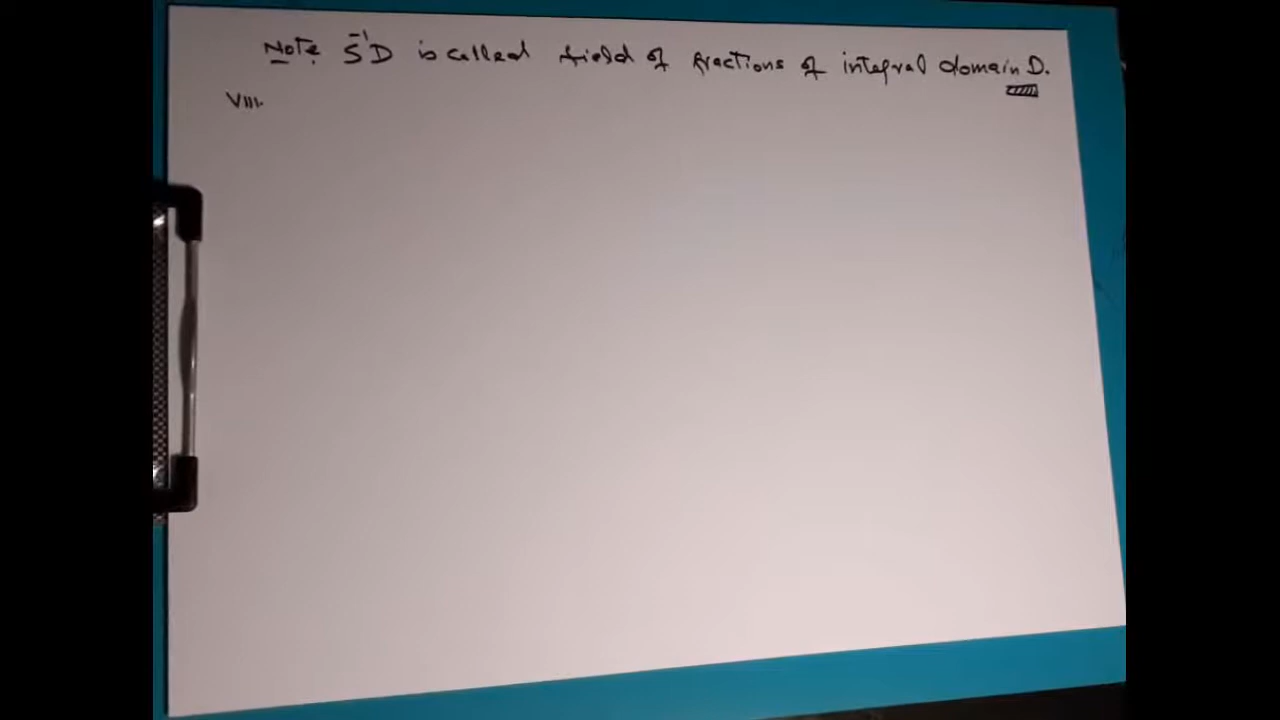 Note: S⁻¹D is called field of fractions of integral domain D.
VIII.